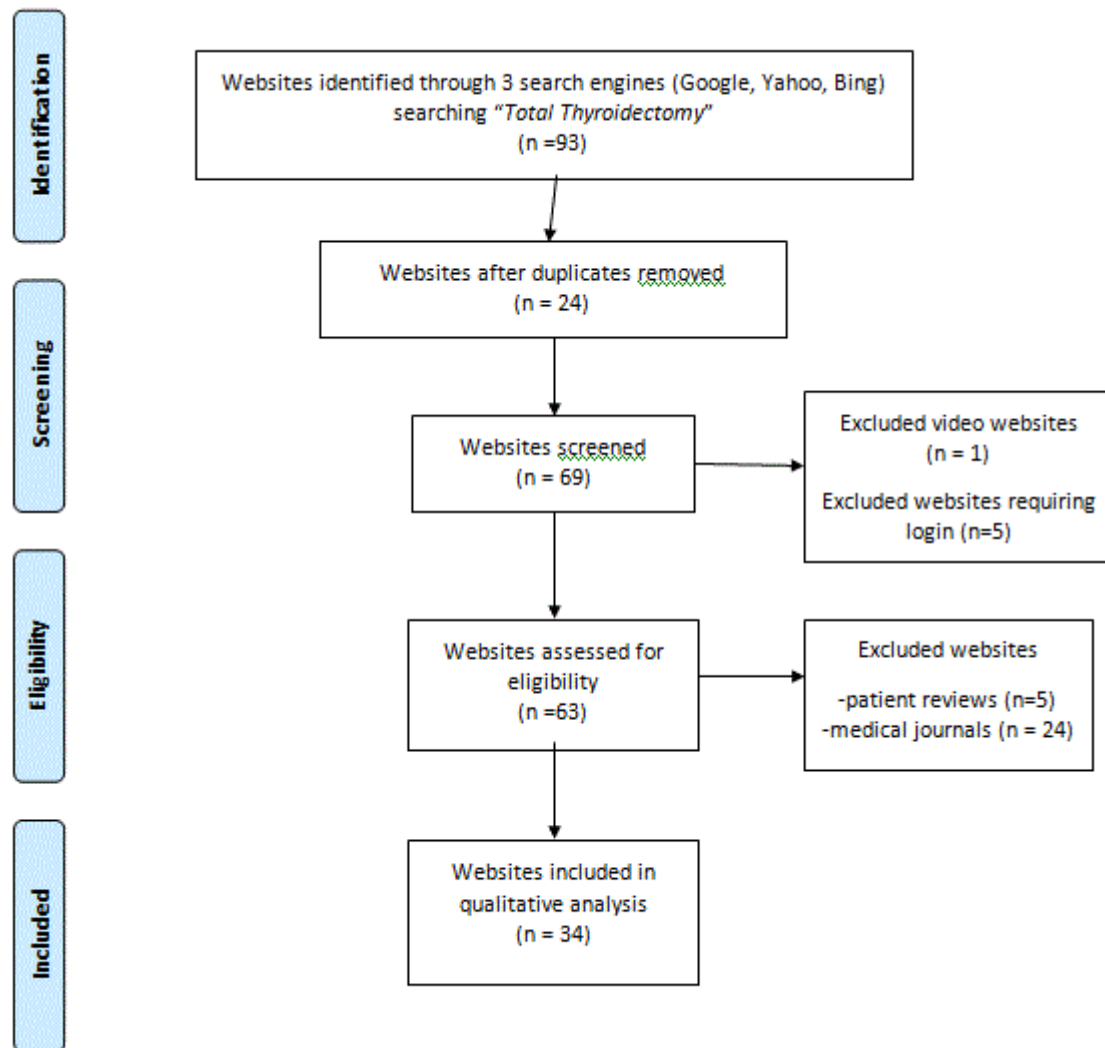 Identification
Websites identified through 3 search engines (Google, Yahoo, Bing)
searching “Total Thyroidectomy”
(n =93)
Websites after duplicates removed
(n = 24)
Screening
Websites screened
(n = 69)
Excluded video websites
(n = 1)
Excluded websites requiring
login (n=5)
Eligibility
Websites assessed for
eligibility
(n =63)
Excluded websites
-patient reviews (n=5)
-medical journals (n = 24)
Included
Websites included in
qualitative analysis
(n = 34)